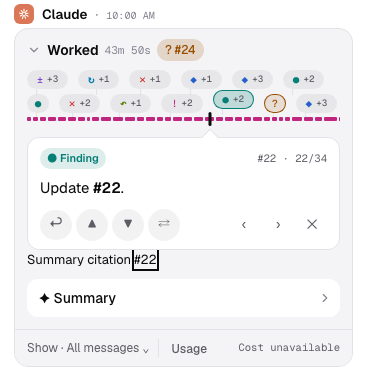 Claude · 10:00 AM
Worked 43m 50s ? #24
± +3 ↻ +1 × +1 ◆ +1 ◆ +3 ● +2
● × +2 ↶ +1 ! +2 ● +2 ? ◆ +3
● Finding #22 · 22/34
Update #22.
Summary citation #22
✦ Summary
Show · All messages Usage Cost unavailable